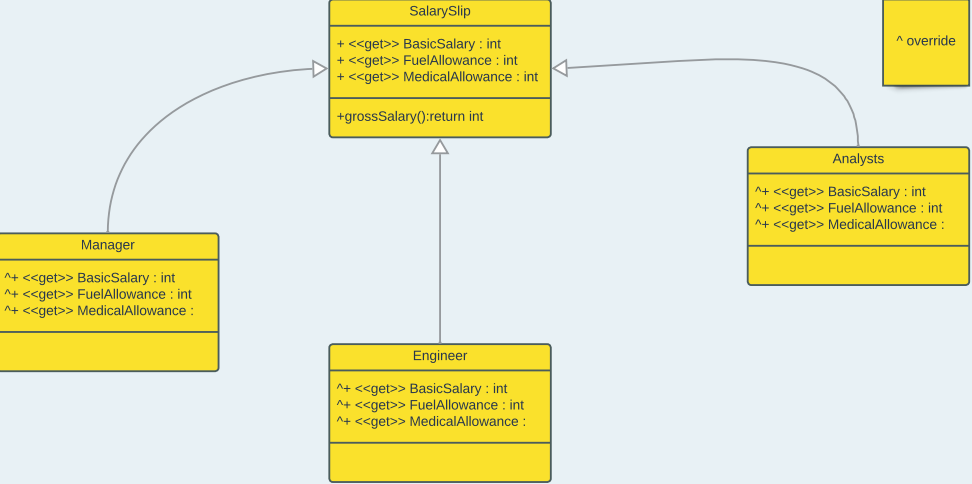 SalarySlip
+ <<get>> BasicSalary : int
+ <<get>> FuelAllowance : int
+ <<get>> MedicalAllowance : int
+grossSalary():return int
^ override
Analysts
^+ <<get>> BasicSalary : int
^+ <<get>> FuelAllowance : int
^+ <<get>> MedicalAllowance :
Manager
^+ <<get>> BasicSalary : int
^+ <<get>> FuelAllowance : int
^+ <<get>> MedicalAllowance :
Engineer
^+ <<get>> BasicSalary : int
^+ <<get>> FuelAllowance : int
^+ <<get>> MedicalAllowance :